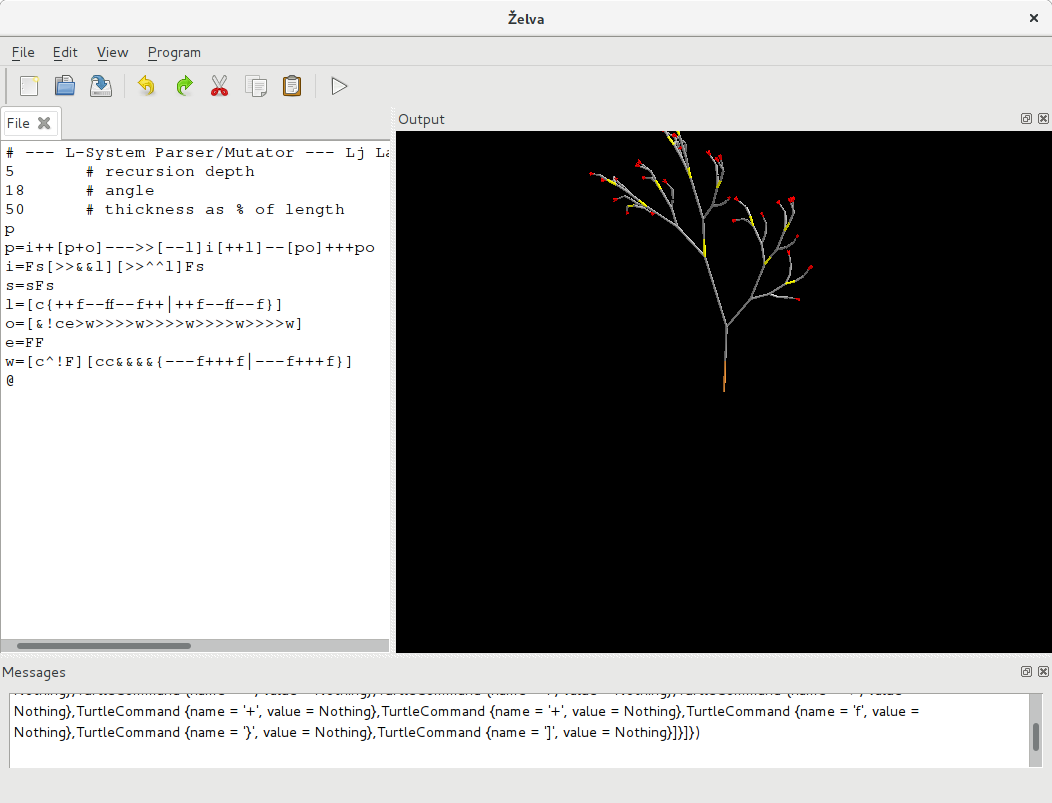 Želva
File Edit View Program
File
Output
# --- L-System Parser/Mutator --- Lj
5 # recursion depth
18 # angle
50 # thickness as % of length
p
p=i++[p+o]--->>[--l]i[++l]--[po]+++po
i=Fs[>>&&l][>>^^l]Fs
s=sFs
l=[c{++f--ff--f++|++f--ff--f}]
o=[&!ce>w>>>>w>>>>w>>>>w>>>>w]
e=FF
w=[c^!F][cc&&&&{---f+++f|---f+++f}]
@
Messages
Nothing},TurtleCommand {name = '+', value = Nothing},TurtleCommand {name = '+', value = Nothing},TurtleCommand {name = 'f', value =
Nothing},TurtleCommand {name = '}', value = Nothing},TurtleCommand {name = ']', value = Nothing}]}]})